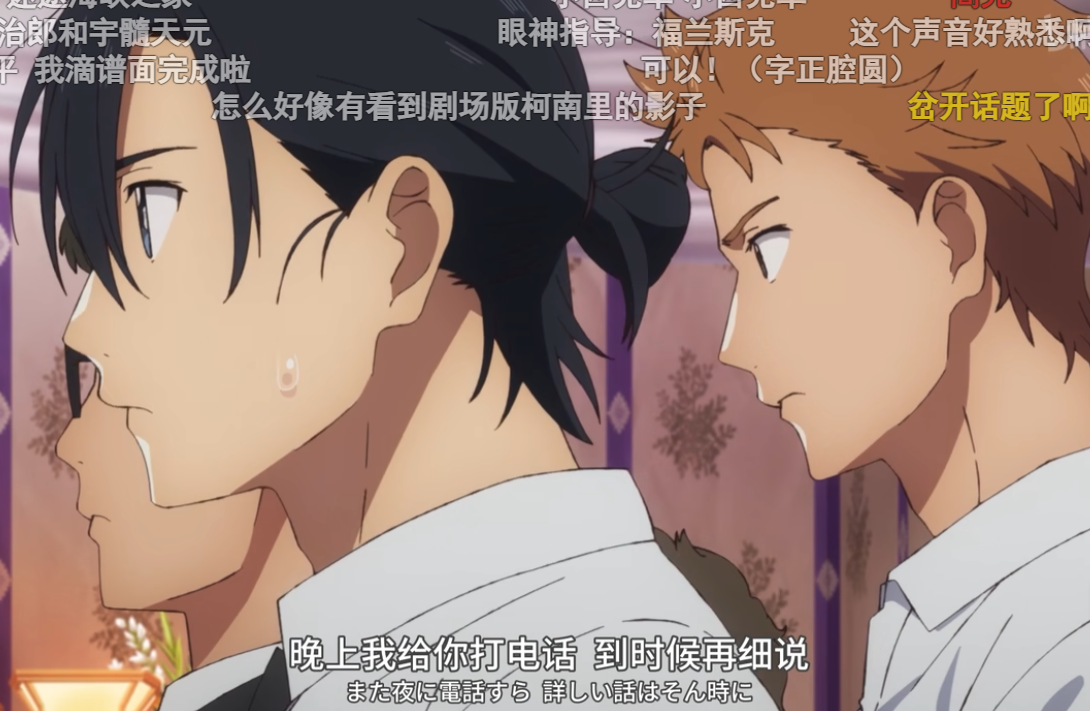 治郎和宇髓天元
眼神指导：福兰斯克
这个声音好熟悉啊
平 我滴谱面完成啦
可以！（字正腔圆）
怎么好像有看到剧场版柯南里的影子
岔开话题了啊
晚上我给你打电话 到时候再细说
また夜に電話すら 詳しい話はそん時に